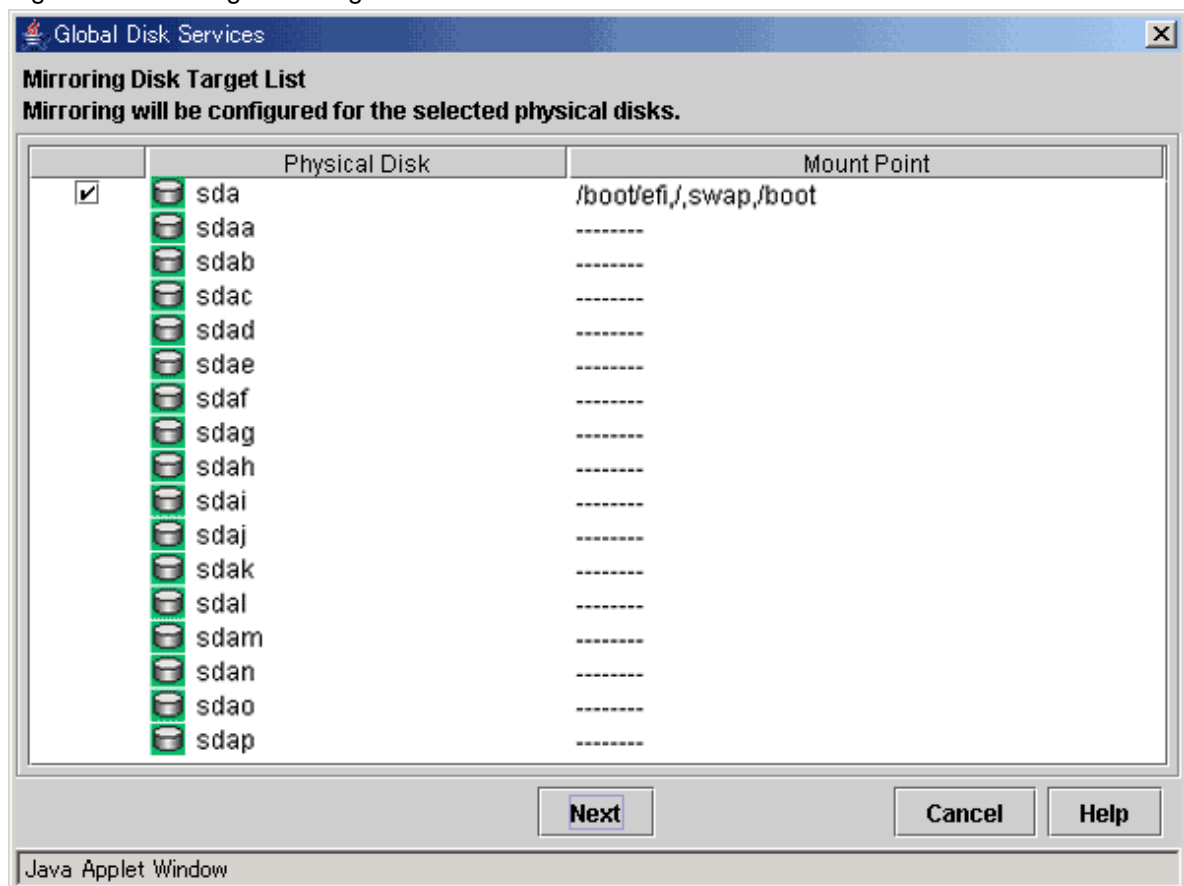 Global Disk Services
Mirroring Disk Target List
Mirroring will be configured for the selected physical disks.
Physical Disk Mount Point
sda /boot/efi,/,swap,/boot
sdaa --------
sdab --------
sdac --------
sdad --------
sdae --------
sdaf --------
sdag --------
sdah --------
sdai --------
sdaj --------
sdak --------
sdal --------
sdam --------
sdan --------
sdao --------
sdap --------
Next Cancel Help
Java Applet Window